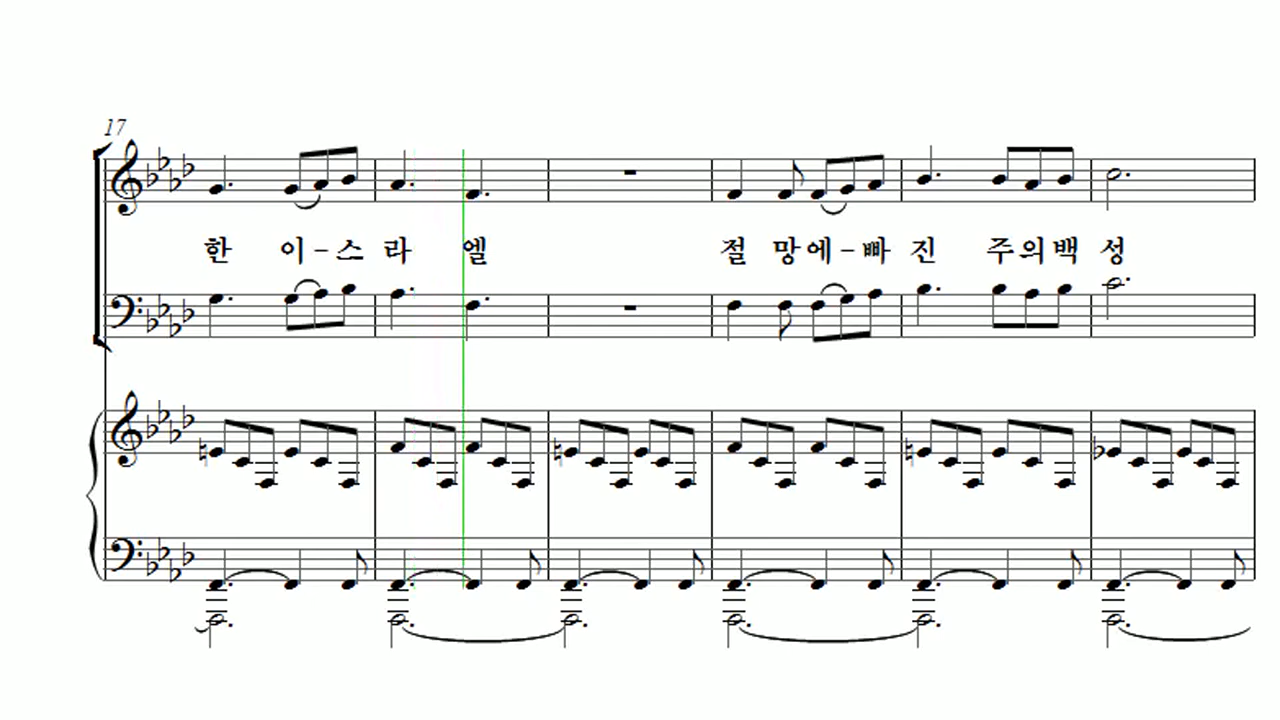 17
한 이-스 라 엘 절 망에-빠 진 주의백 성